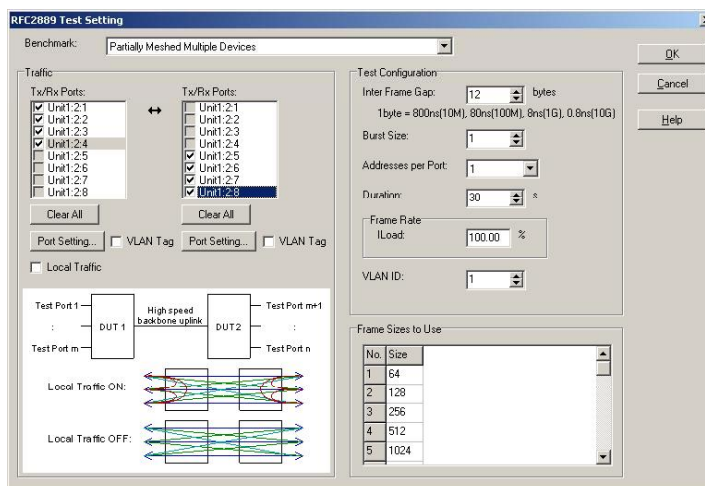 RFC2889 Test Setting
Benchmark: Partially Meshed Multiple Devices
OK
Cancel
Help
Traffic
Tx/Rx Ports:
Unit1:2:1
Unit1:2:2
Unit1:2:3
Unit1:2:4
Unit1:2:5
Unit1:2:6
Unit1:2:7
Unit1:2:8
Clear All
Port Setting... VLAN Tag
↔
Tx/Rx Ports:
Unit1:2:1
Unit1:2:2
Unit1:2:3
Unit1:2:4
Unit1:2:5
Unit1:2:6
Unit1:2:7
Unit1:2:8
Clear All
Port Setting... VLAN Tag
Local Traffic
Test Port 1
:
Test Port m
DUT 1
High speed
backbone uplink
DUT2
Test Port m+1
:
Test Port n
Local Traffic ON:
Local Traffic OFF:
Test Configuration
Inter Frame Gap: 12 bytes
1byte = 800ns(10M), 80ns(100M), 8ns(1G), 0.8ns(10G)
Burst Size: 1
Addresses per Port: 1
Duration: 30 s
Frame Rate
ILoad: 100.00 %
VLAN ID: 1
Frame Sizes to Use
No. Size
1 64
2 128
3 256
4 512
5 1024